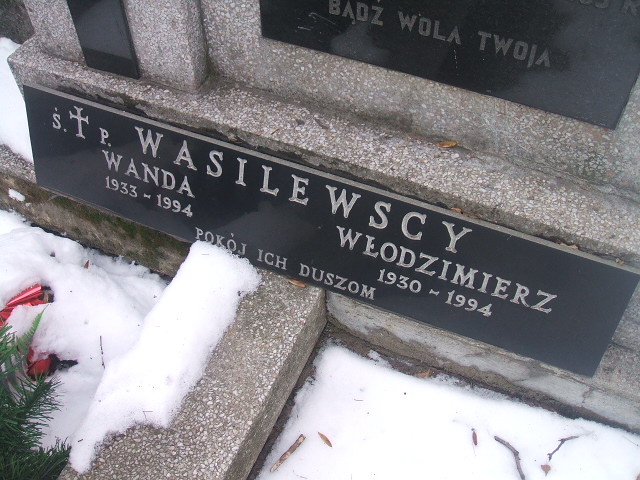 BĄDŹ WOLA TWOJA
Ś. † P. WASILEWSCY
WANDA
1933 - 1994
WŁODZIMIERZ
1930 - 1994
POKÓJ ICH DUSZOM